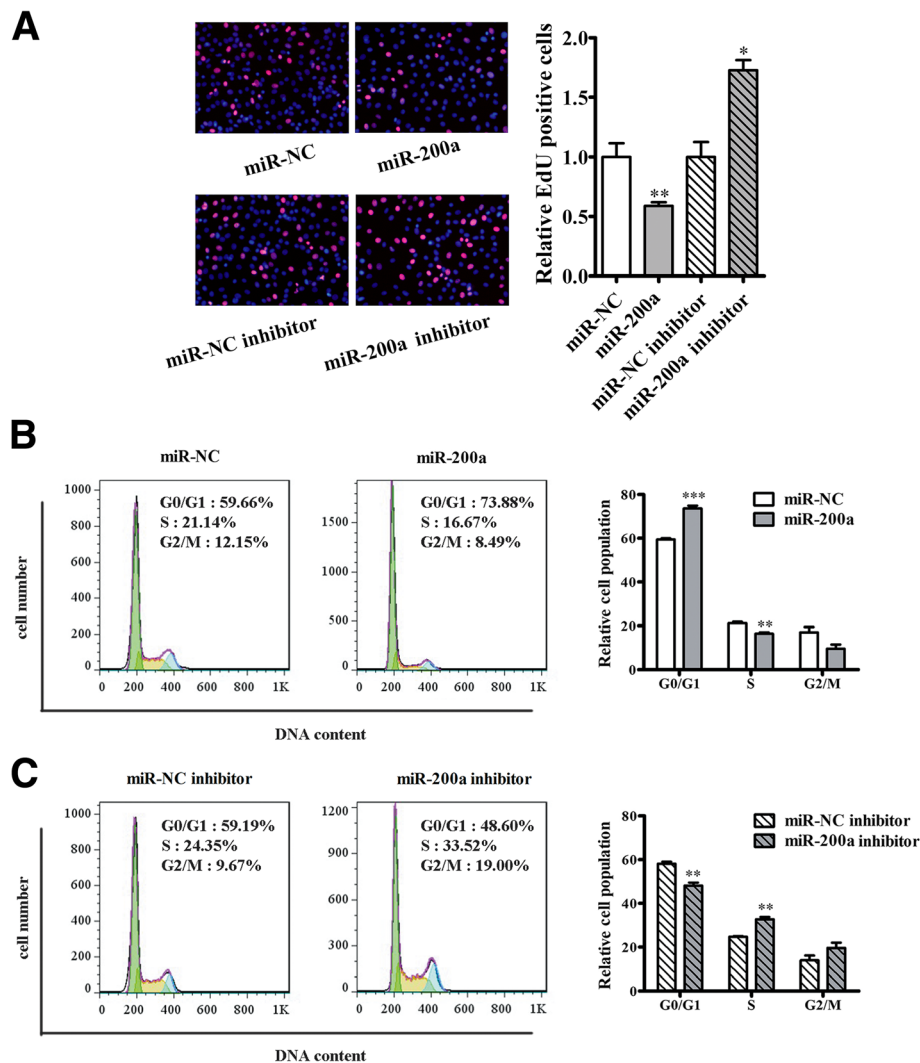 A
miR-NC
miR-200a
miR-NC inhibitor
miR-200a inhibitor
Relative EdU positive cells
2.0
1.5
1.0
0.5
0.0
**
*
miR-NC
miR-200a
miR-NC inhibitor
miR-200a inhibitor
B
miR-NC
cell number
1000
800
600
400
200
0
G0/G1 : 59.66%
S : 21.14%
G2/M : 12.15%
0 200 400 600 800 1K
miR-200a
1500
1000
500
0
G0/G1 : 73.88%
S : 16.67%
G2/M : 8.49%
0 200 400 600 800 1K
DNA content
Relative cell population
80
60
40
20
0
***
**
miR-NC
miR-200a
G0/G1 S G2/M
C
miR-NC inhibitor
cell number
1000
800
600
400
200
0
G0/G1 : 59.19%
S : 24.35%
G2/M : 9.67%
0 200 400 600 800 1K
miR-200a inhibitor
1200
900
600
300
0
G0/G1 : 48.60%
S : 33.52%
G2/M : 19.00%
0 200 400 600 800 1K
DNA content
Relative cell population
80
60
40
20
0
**
**
miR-NC inhibitor
miR-200a inhibitor
G0/G1 S G2/M